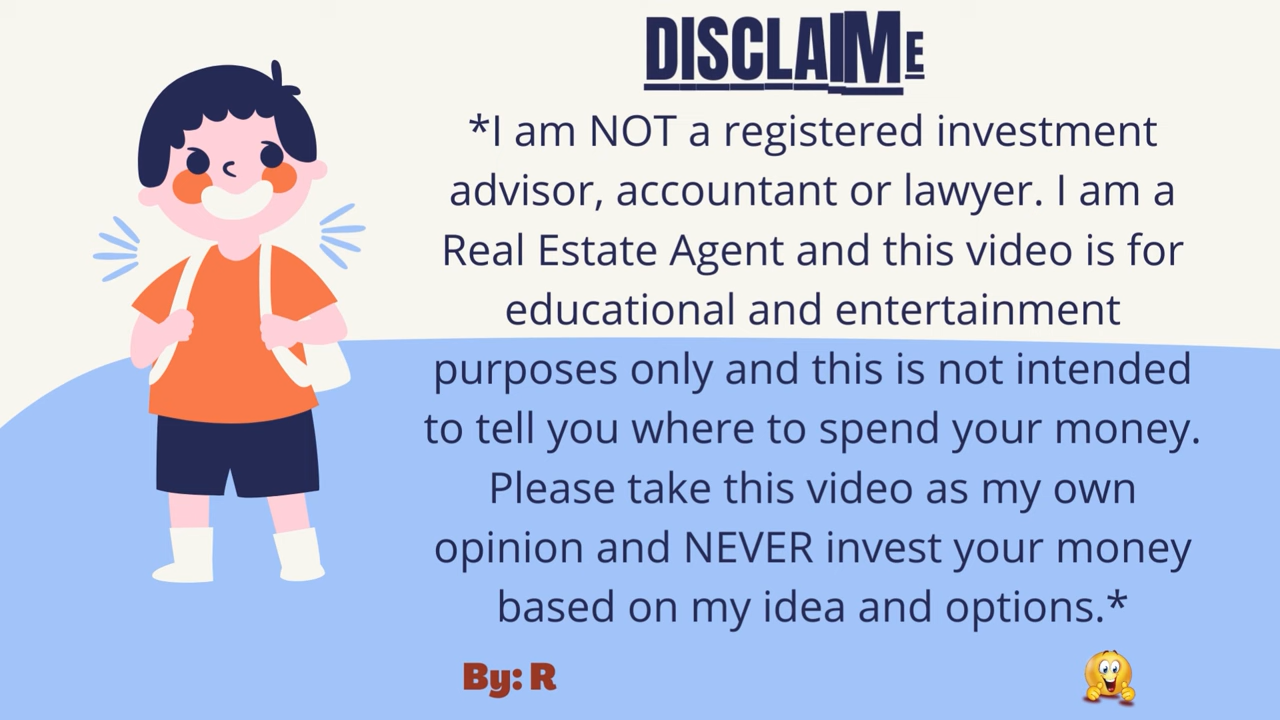 DISCLAIME
*I am NOT a registered investment
advisor, accountant or lawyer. I am a
Real Estate Agent and this video is for
educational and entertainment
purposes only and this is not intended
to tell you where to spend your money.
Please take this video as my own
opinion and NEVER invest your money
based on my idea and options.*
By: R